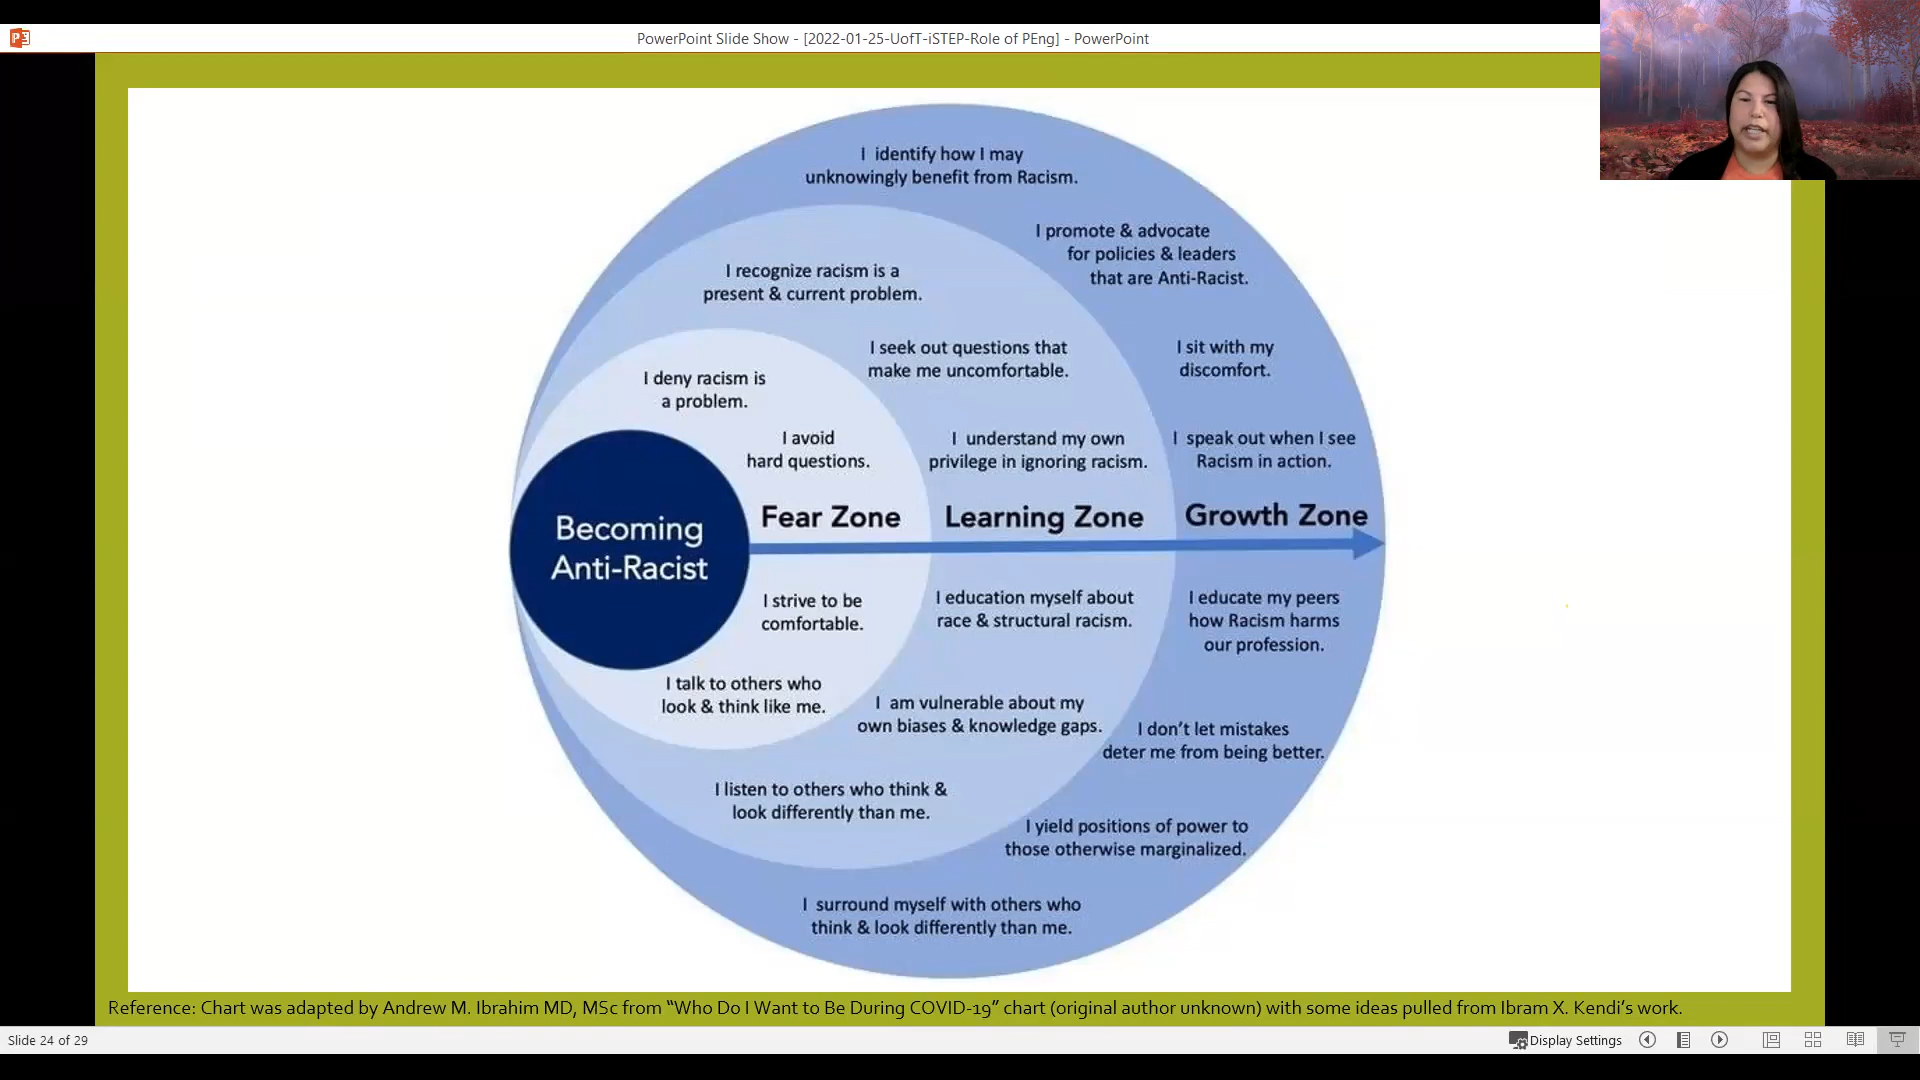 PowerPoint Slide Show - [2022-01-25-UofT-iSTEP-Role of PEng] - PowerPoint
I identify how I may
unknowingly benefit from Racism.
I promote & advocate
for policies & leaders
that are Anti-Racist.
I recognize racism is a
present & current problem.
I seek out questions that
make me uncomfortable.
I sit with my
discomfort.
I deny racism is
a problem.
I avoid
hard questions.
I understand my own
privilege in ignoring racism.
I speak out when I see
Racism in action.
Becoming
Anti-Racist
Fear Zone
Learning Zone
Growth Zone
I strive to be
comfortable.
I education myself about
race & structural racism.
I educate my peers
how Racism harms
our profession.
I talk to others who
look & think like me.
I am vulnerable about my
own biases & knowledge gaps.
I don't let mistakes
deter me from being better.
I listen to others who think &
look differently than me.
I yield positions of power to
those otherwise marginalized.
I surround myself with others who
think & look differently than me.
Reference: Chart was adapted by Andrew M. Ibrahim MD, MSc from “Who Do I Want to Be During COVID-19” chart (original author unknown) with some ideas pulled from Ibram X. Kendi’s work.
Slide 24 of 29
Display Settings